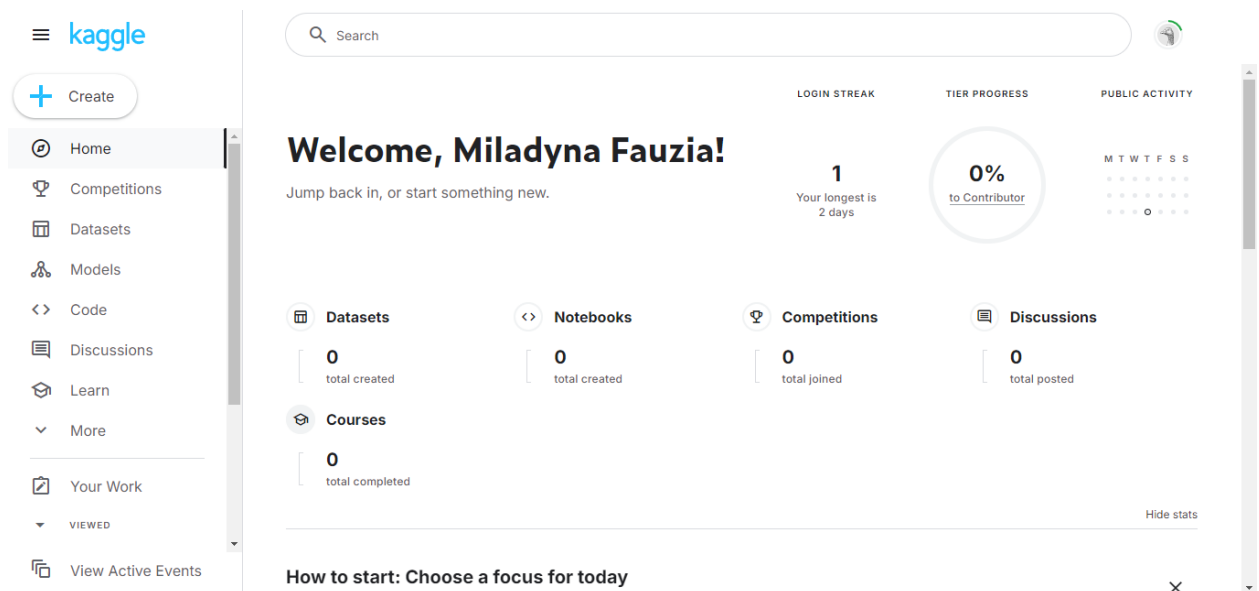 kaggle
Search
Create
Home
Competitions
Datasets
Models
Code
Discussions
Learn
More
Your Work
VIEWED
View Active Events
LOGIN STREAK
TIER PROGRESS
PUBLIC ACTIVITY
Welcome, Miladyna Fauzia!
Jump back in, or start something new.
1
Your longest is
2 days
0%
to Contributor
M T W T F S S
Datasets
0
total created
Notebooks
0
total created
Competitions
0
total joined
Discussions
0
total posted
Courses
0
total completed
Hide stats
How to start: Choose a focus for today